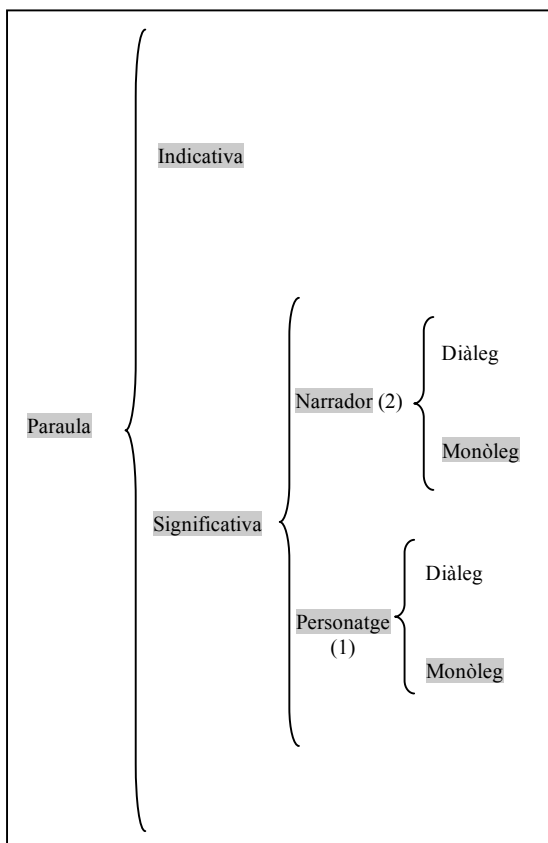 Indicativa
Diàleg
Narrador (2)
Paraula
Monòleg
Significativa
Diàleg
Personatge
(1)
Monòleg